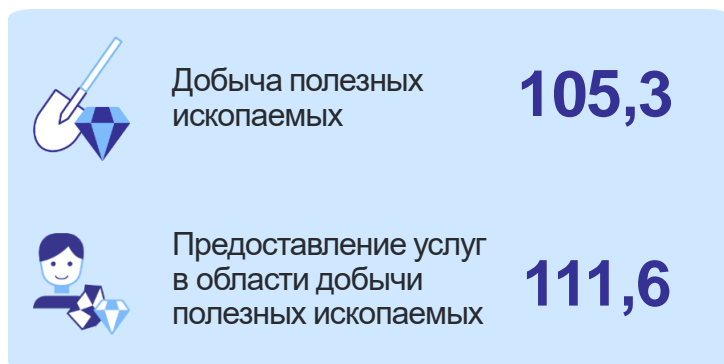 Добыча полезных
ископаемых
105,3
Предоставление услуг
в области добычи
полезных ископаемых
111,6